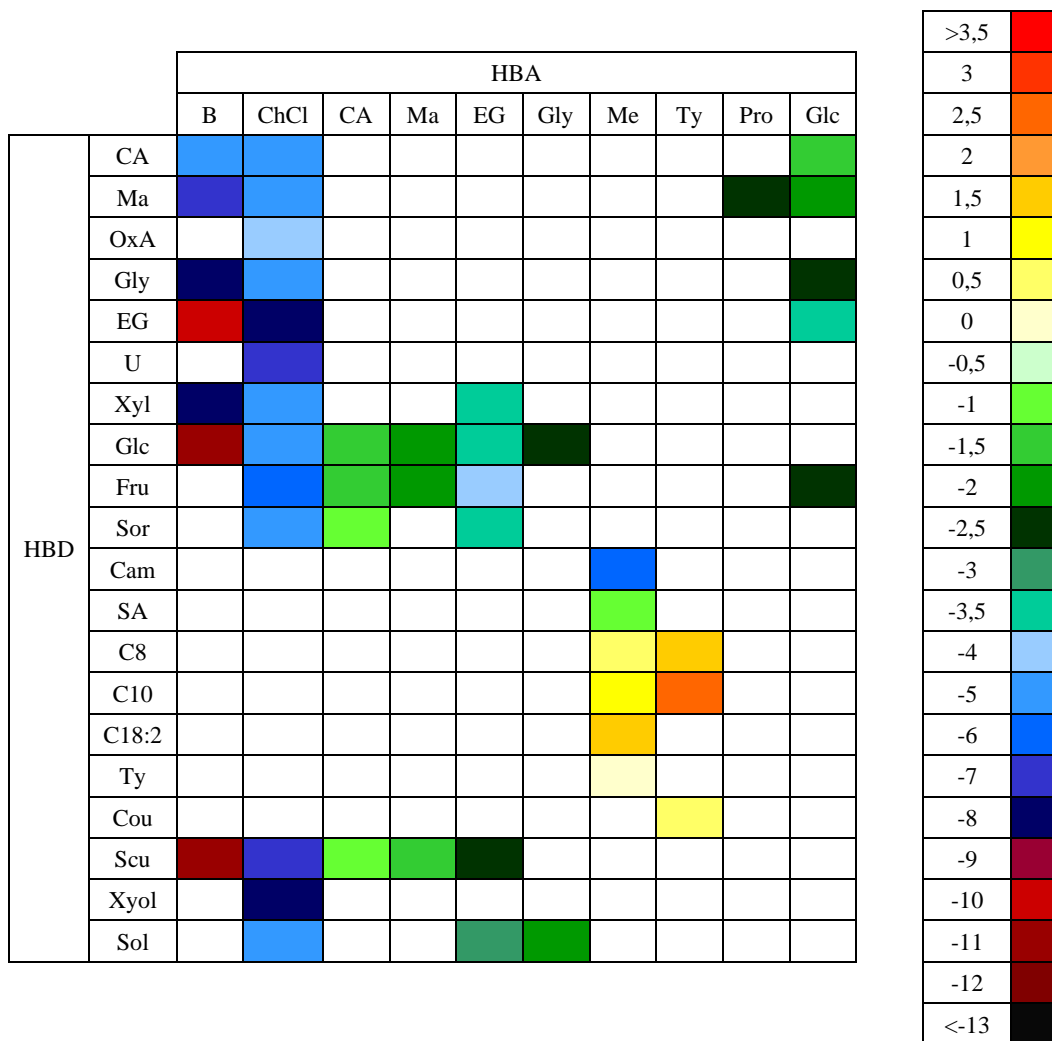 >3,5
HBA
3
B ChCl CA Ma EG Gly Me Ty Pro Glc
2,5
CA
2
Ma
1,5
OxA
1
Gly
0,5
EG
0
U
-0,5
Xyl
-1
Glc
-1,5
Fru
-2
Sor
-2,5
HBD
Cam
-3
SA
-3,5
C8
-4
C10
-5
C18:2
-6
Ty
-7
Cou
-8
Scu
-9
Xyol
-10
Sol
-11
-12
<-13